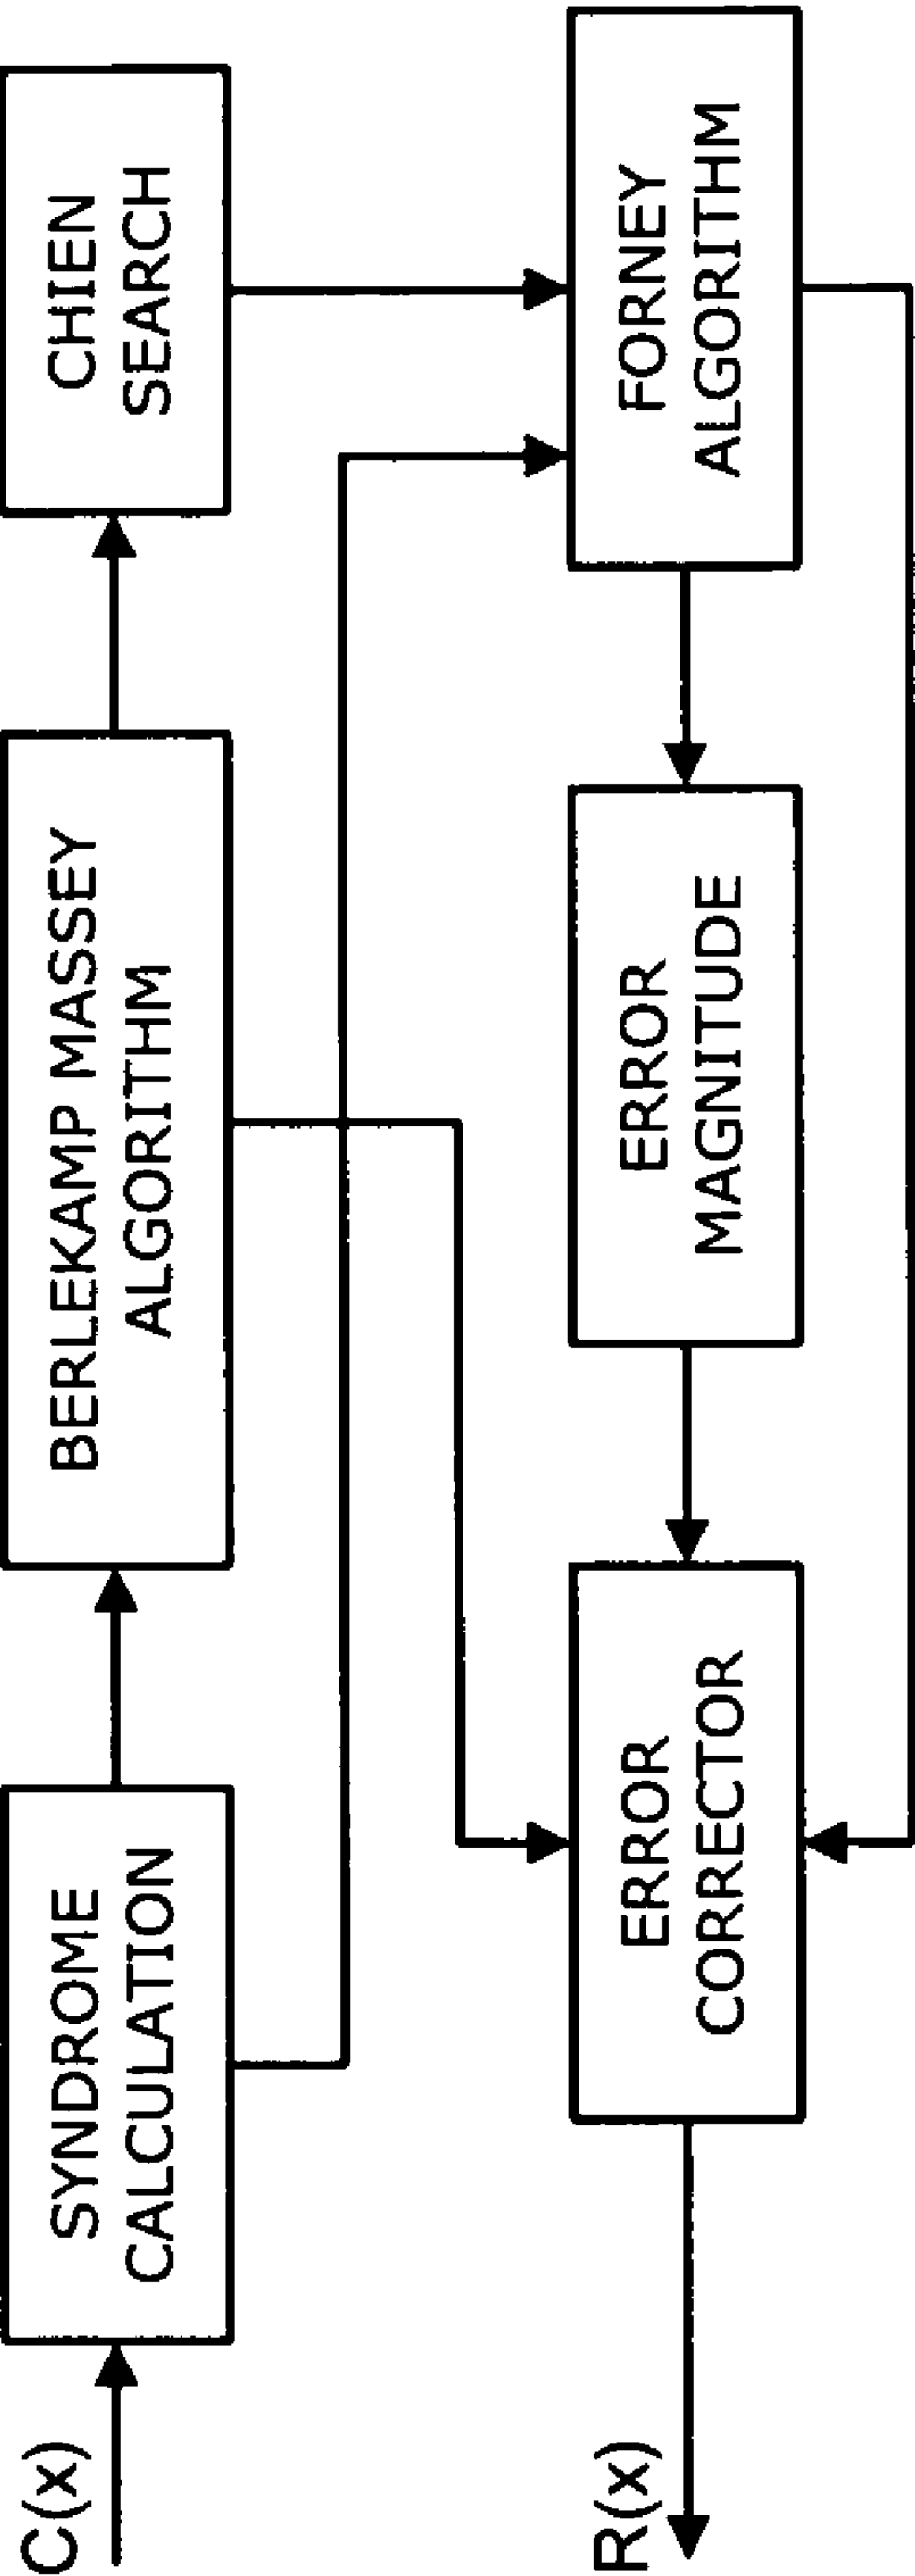 C(x)
SYNDROME
CALCULATION
BERLEKAMP MASSEY
ALGORITHM
CHIEN
SEARCH
R(x)
ERROR
CORRECTOR
ERROR
MAGNITUDE
FORNEY
ALGORITHM